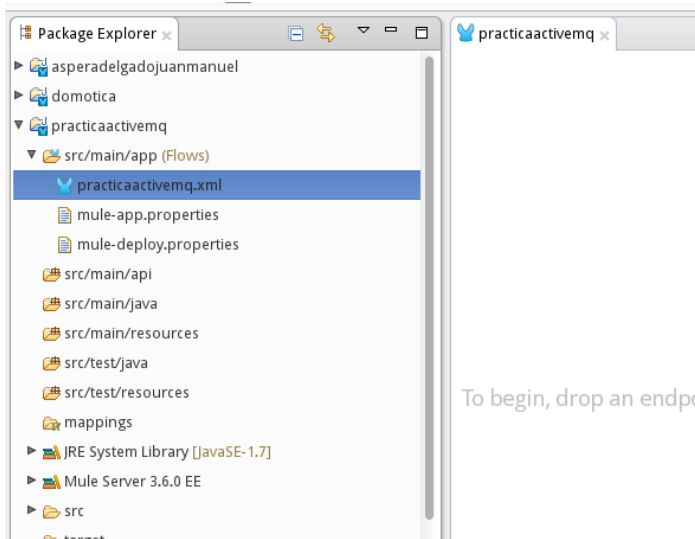 Package Explorer
practicaactivemq
asperadelgadojuanmanuel
domotica
practicaactivemq
src/main/app (Flows)
practicaactivemq.xml
mule-app.properties
mule-deploy.properties
src/main/api
src/main/java
src/main/resources
src/test/java
src/test/resources
To begin, drop an endpo
mappings
JRE System Library [JavaSE-1.7]
Mule Server 3.6.0 EE
src
target